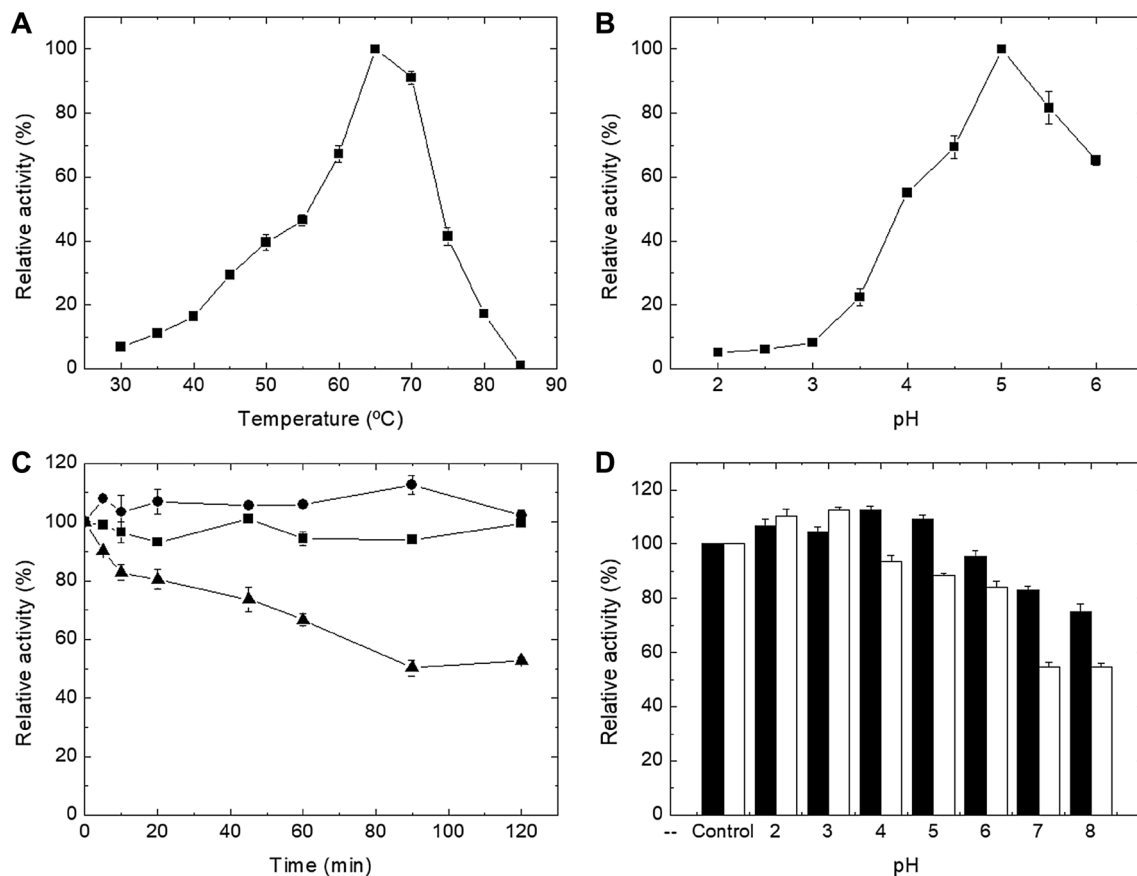 A
Relative activity (%)
100
80
60
40
20
0
30 40 50 60 70 80 90
Temperature (ºC)
B
Relative activity (%)
100
80
60
40
20
0
2 3 4 5 6
pH
C
Relative activity (%)
120
100
80
60
40
20
0
0 20 40 60 80 100 120
Time (min)
D
Relative activity (%)
120
100
80
60
40
20
0
-- Control 2 3 4 5 6 7 8
pH